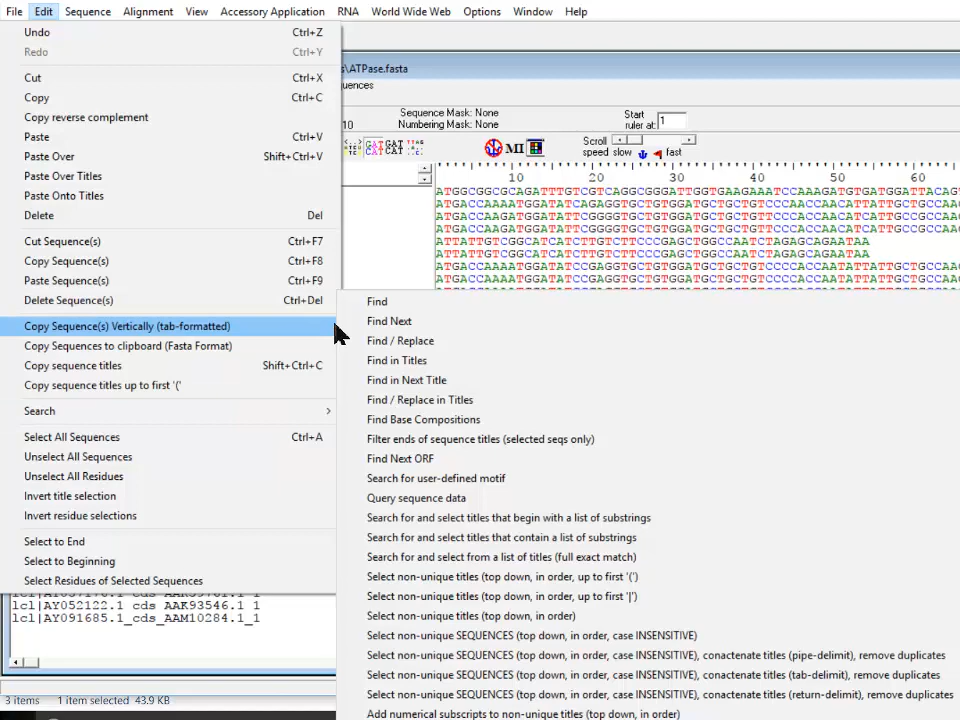 File Edit Sequence Alignment View Accessory Application RNA World Wide Web Options Window Help
Undo Ctrl+Z
Redo Ctrl+Y
Cut Ctrl+X
Copy Ctrl+C
Copy reverse complement
Paste Ctrl+V
Paste Over Shift+Ctrl+V
Paste Over Titles
Paste Onto Titles
Delete Del
Cut Sequence(s) Ctrl+F7
Copy Sequence(s) Ctrl+F8
Paste Sequence(s) Ctrl+F9
Delete Sequence(s) Ctrl+Del
Copy Sequence(s) Vertically (tab-formatted)
Copy Sequences to clipboard (Fasta Format)
Copy sequence titles Shift+Ctrl+C
Copy sequence titles up to first '('
Search
Select All Sequences Ctrl+A
Unselect All Sequences
Unselect All Residues
Invert title selection
Invert residue selections
Select to End
Select to Beginning
Select Residues of Selected Sequences
s\ATPase.fasta
uences
10
Sequence Mask: None
Numbering Mask: None
Start
ruler at: 1
Scroll
speed slow fast
10 20 30 40 50 60
ATGGCGGCGCAGATTTGTCGTCAGGCGGGATTGGTGAAGAAATCCAAAGATGTGATGGATTACAGT
ATTATTGTCGGCATCATCTTGTCTTCCCGAGCTGGCCAATCTAGAGCAGAATAA
ATTATTGTCGGCATCATCTTGTCTTCCCGAGCTGGCCAATCTAGAGCAGAATAA
Find
Find Next
Find / Replace
Find in Titles
Find in Next Title
Find / Replace in Titles
Find Base Compositions
Filter ends of sequence titles (selected seqs only)
Find Next ORF
Search for user-defined motif
Query sequence data
Search for and select titles that begin with a list of substrings
Search for and select titles that contain a list of substrings
Search for and select from a list of titles (full exact match)
Select non-unique titles (top down, in order, up to first '(')
Select non-unique titles (top down, in order, up to first '|')
Select non-unique titles (top down, in order)
Select non-unique SEQUENCES (top down, in order, case INSENSITIVE)
Select non-unique SEQUENCES (top down, in order, case INSENSITIVE), conactenate titles (pipe-delimit), remove duplicates
Select non-unique SEQUENCES (top down, in order, case INSENSITIVE), conactenate titles (tab-delimit), remove duplicates
Select non-unique SEQUENCES (top down, in order, case INSENSITIVE), conactenate titles (return-delimit), remove duplicates
Add numerical subscripts to non-unique titles (top down, in order)
lcl|AY052122.1_cds_AAK93546.1_1
lcl|AY091685.1_cds_AAM10284.1_1
3 items 1 item selected 43.9 KB